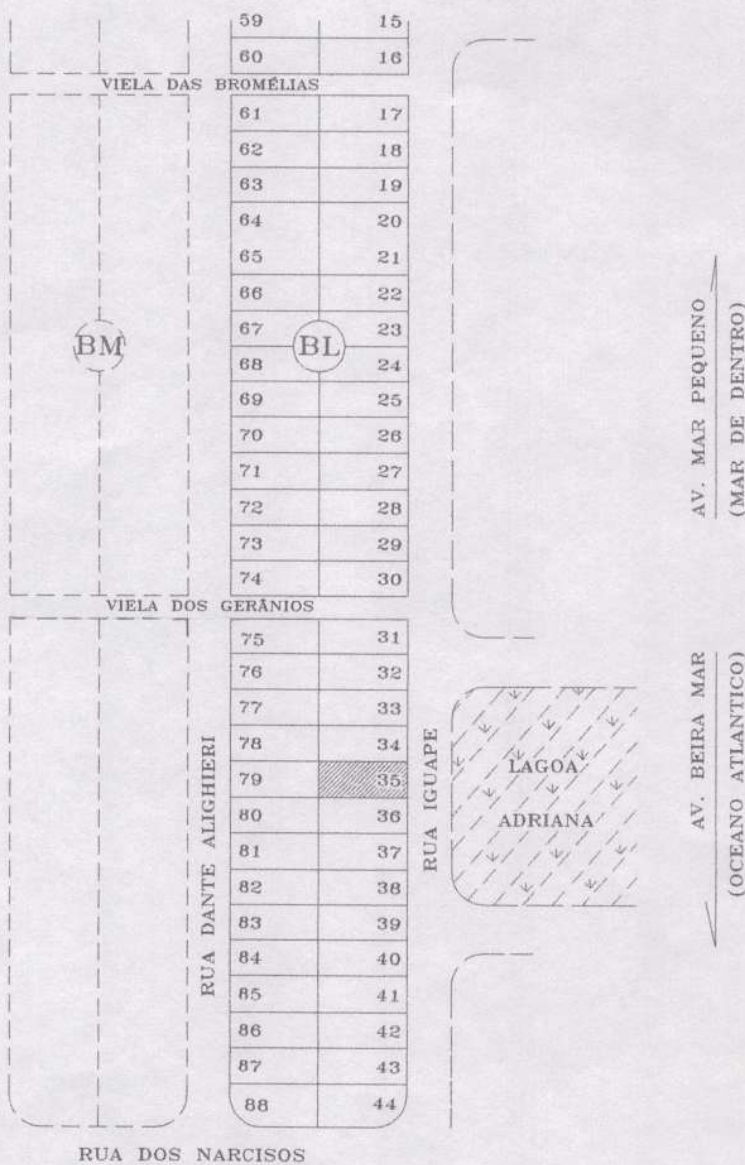 59 15
60 16
VIELA DAS BROMÉLIAS
61 17
62 18
63 19
64 20
65 21
66 22
67 23
BM BL
68 24
69 25
70 26
71 27
72 28
73 29
74 30
VIELA DOS GERÂNIOS
75 31
76 32
77 33
78 34
79 35
80 36
81 37
82 38
83 39
84 40
85 41
86 42
87 43
88 44
RUA DANTE ALIGHIERI
RUA IGUAPE
LAGOA
ADRIANA
AV. MAR PEQUENO
(MAR DE DENTRO)
AV. BEIRA MAR
(OCEANO ATLANTICO)
RUA DOS NARCISOS